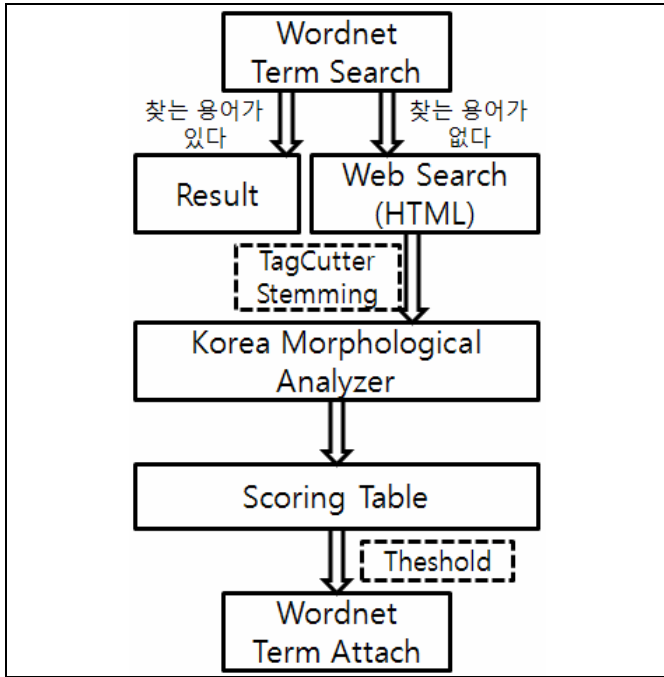 Wordnet
Term Search
찾는 용어가
있다
찾는 용어가
없다
Result
Web Search
(HTML)
TagCutter
Stemming
Korea Morphological
Analyzer
Scoring Table
Theshold
Wordnet
Term Attach